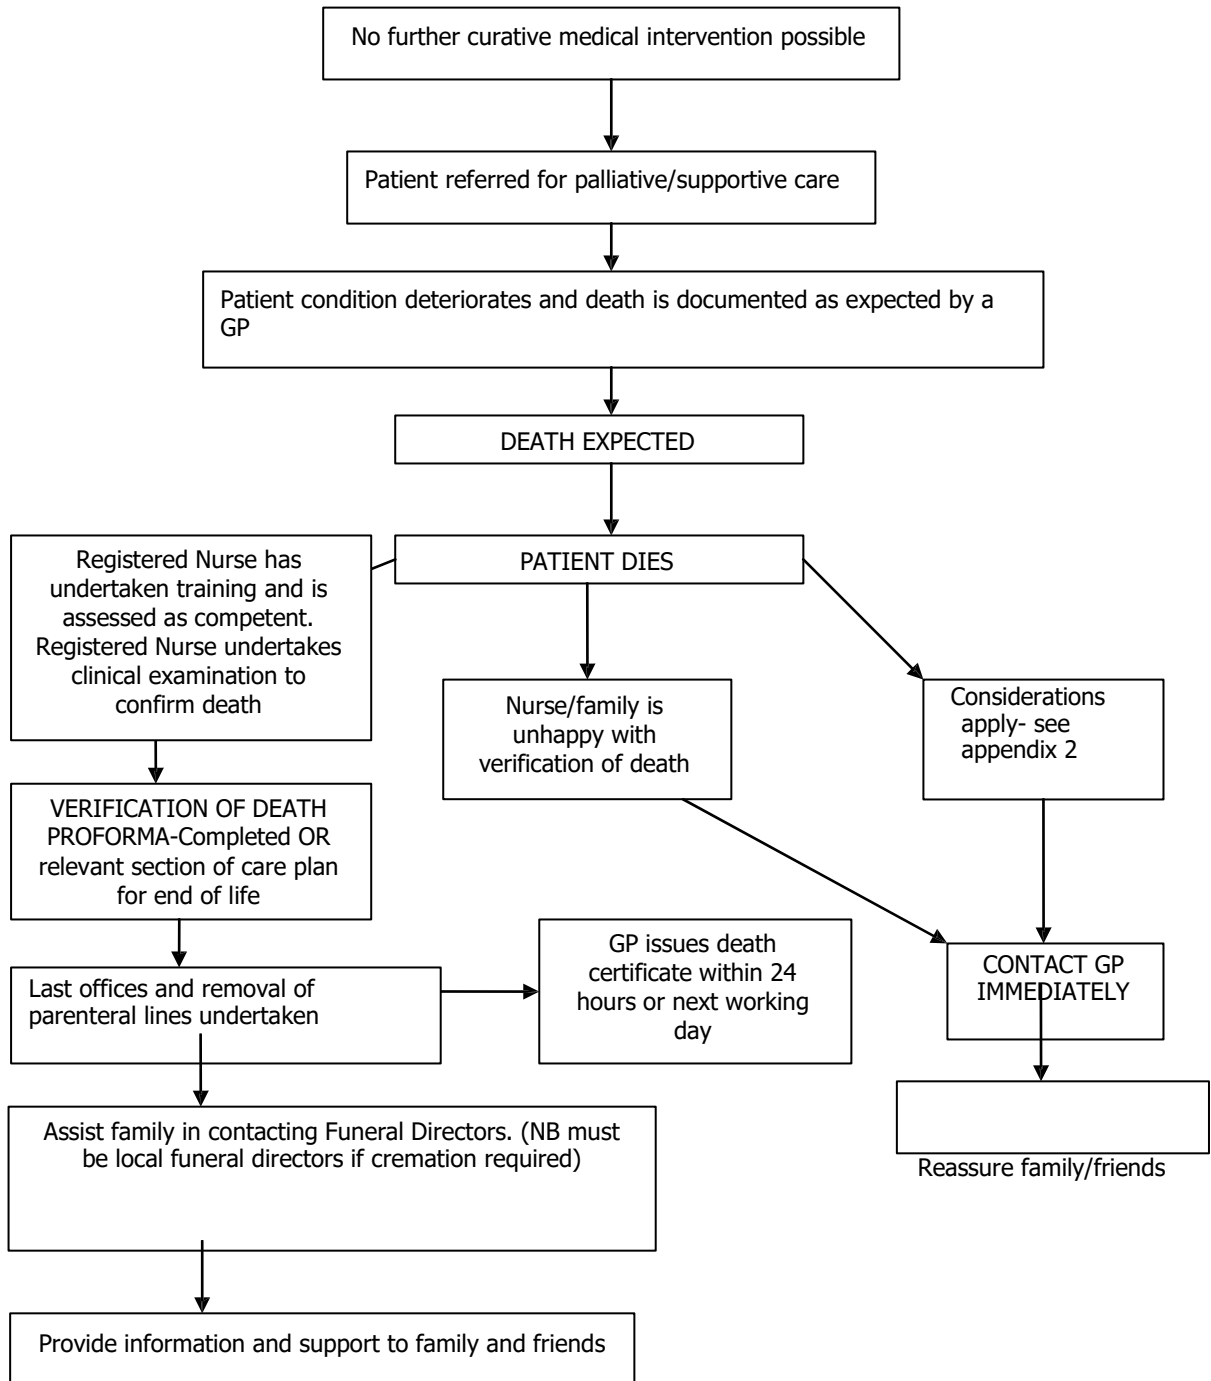 No further curative medical intervention possible
Patient referred for palliative/supportive care
Patient condition deteriorates and death is documented as expected by a
GP
DEATH EXPECTED
PATIENT DIES
Registered Nurse has
undertaken training and is
assessed as competent.
Registered Nurse undertakes
clinical examination to
confirm death
Nurse/family is
unhappy with
verification of death
Considerations
apply- see
appendix 2
VERIFICATION OF DEATH
PROFORMA-Completed OR
relevant section of care plan
for end of life
GP issues death
certificate within 24
hours or next working
day
CONTACT GP
IMMEDIATELY
Last offices and removal of
parenteral lines undertaken
Assist family in contacting Funeral Directors. (NB must
be local funeral directors if cremation required)
Reassure family/friends
Provide information and support to family and friends